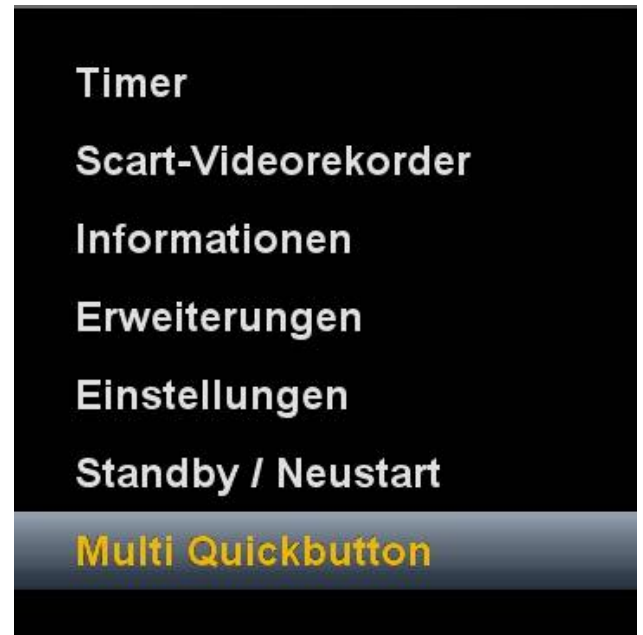 Timer
Scart-Videorekorder
Informationen
Erweiterungen
Einstellungen
Standby / Neustart
Multi Quickbutton